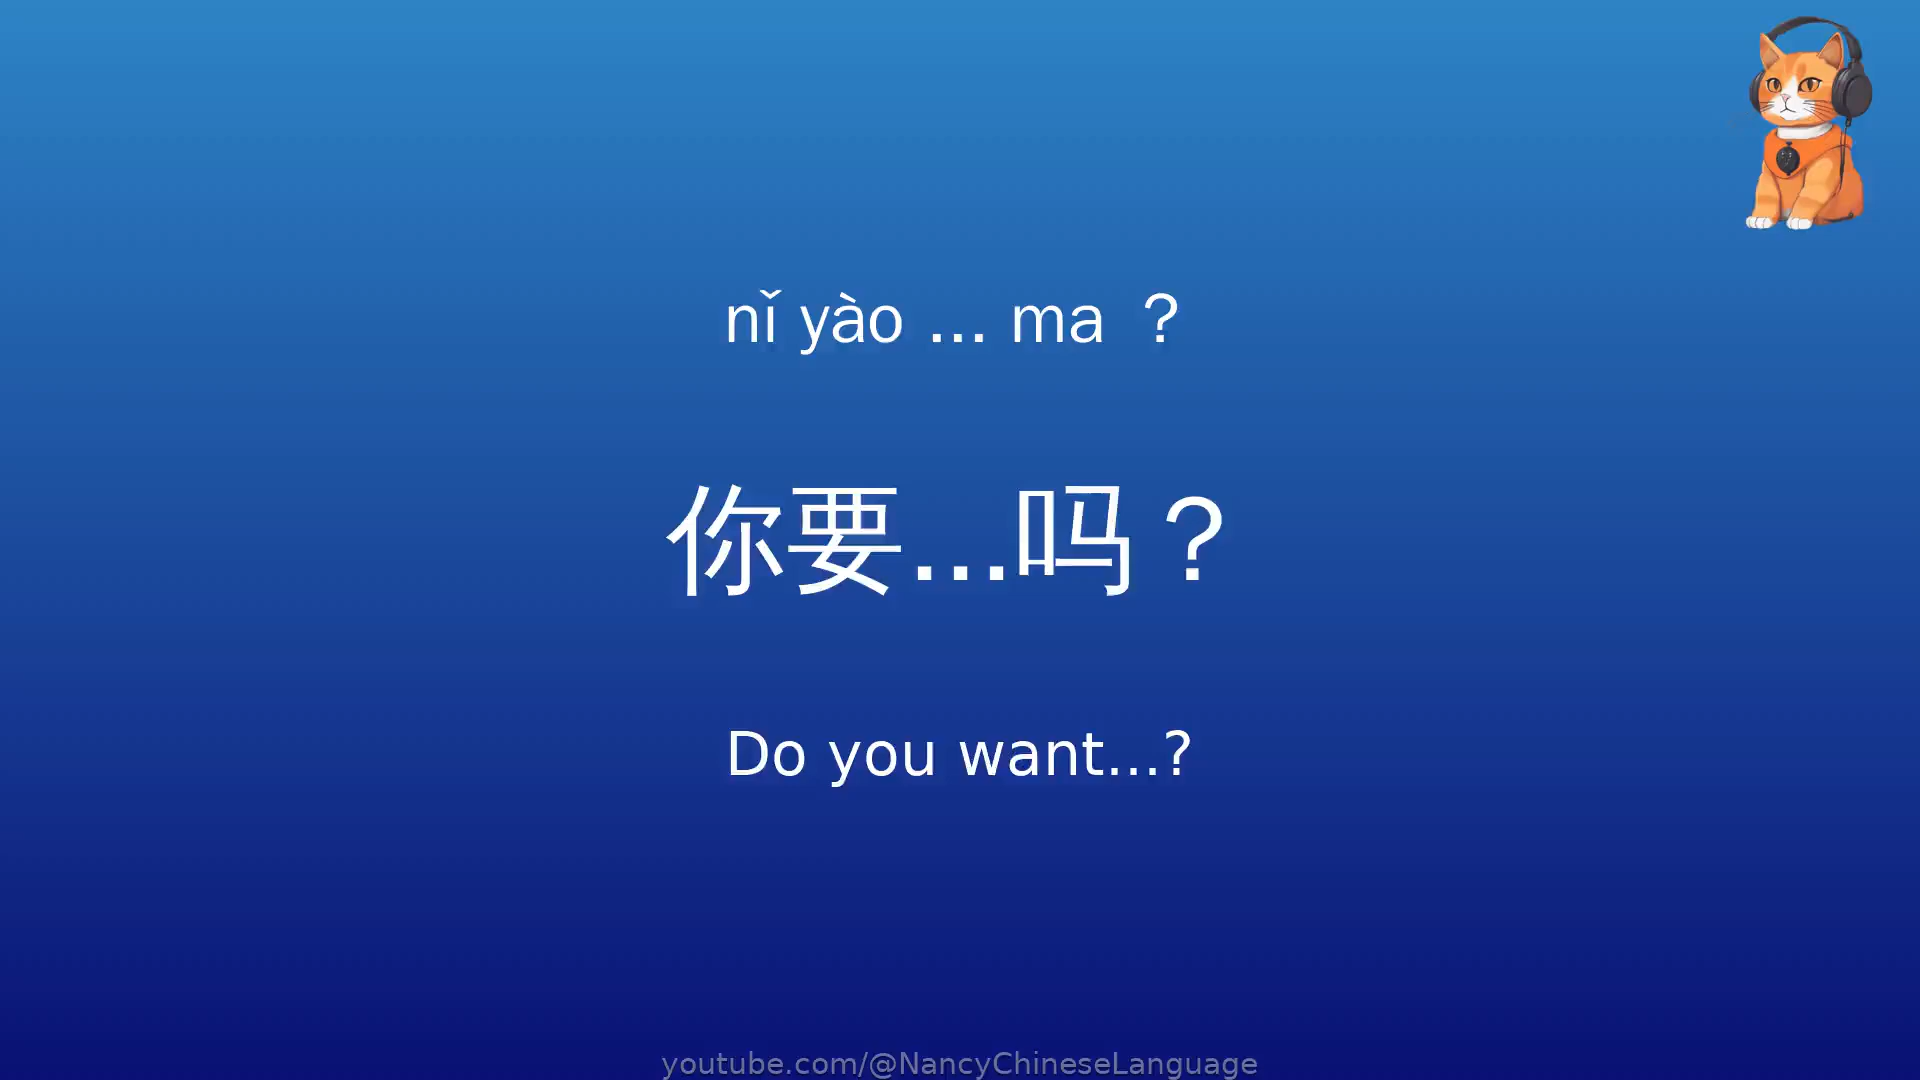 nǐ yào ... ma ？
你要...吗？
Do you want...?
youtube.com/@NancyChineseLanguage